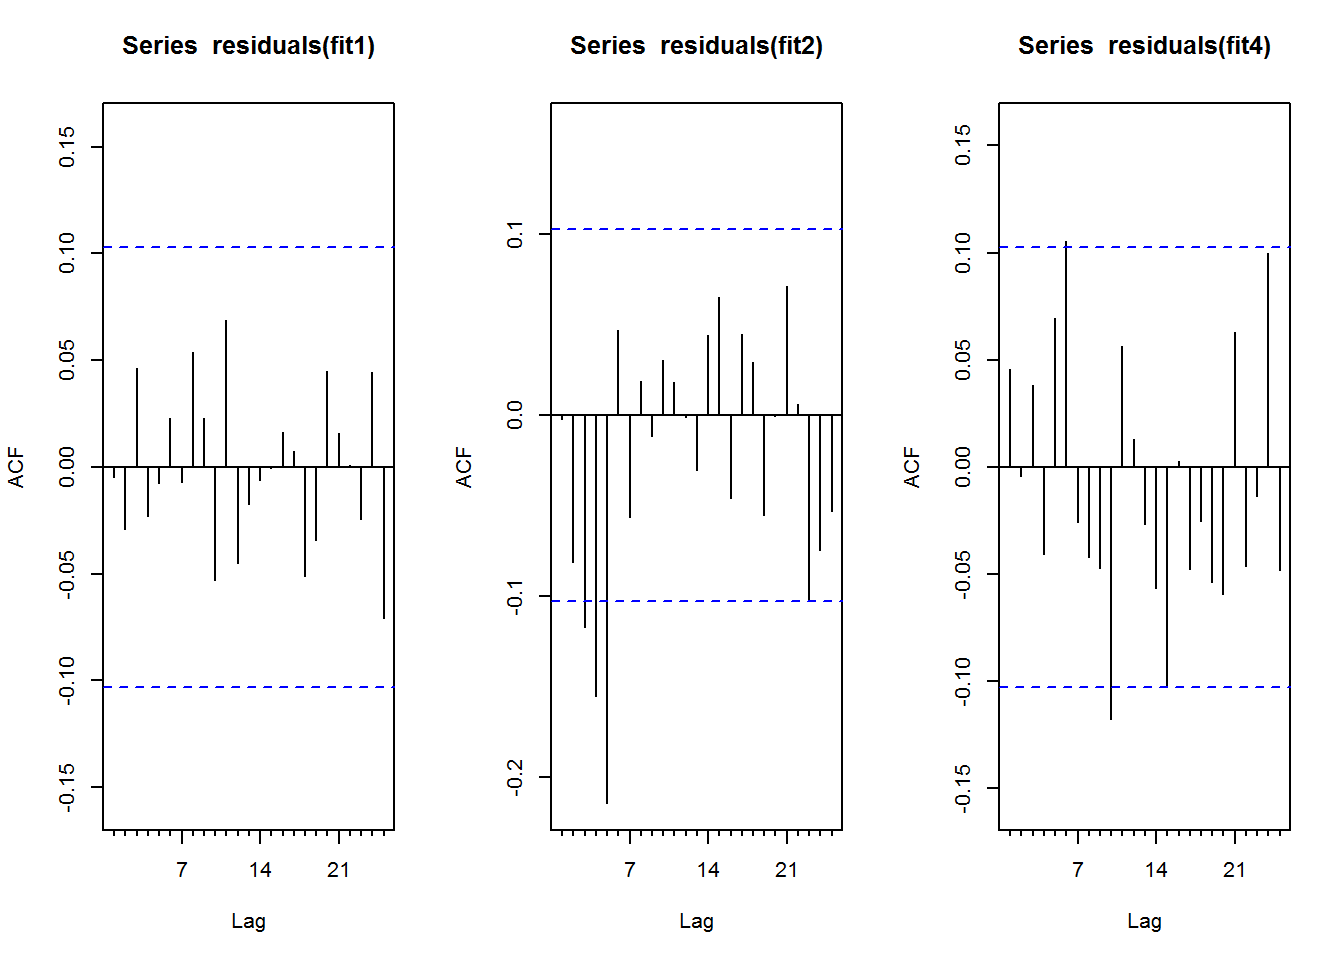 Series residuals(fit1)
ACF
0.15
0.10
0.05
0.00
-0.05
-0.10
-0.15
7 14 21
Lag
Series residuals(fit2)
ACF
0.1
0.0
-0.1
-0.2
7 14 21
Lag
Series residuals(fit4)
ACF
0.15
0.10
0.05
0.00
-0.05
-0.10
-0.15
7 14 21
Lag